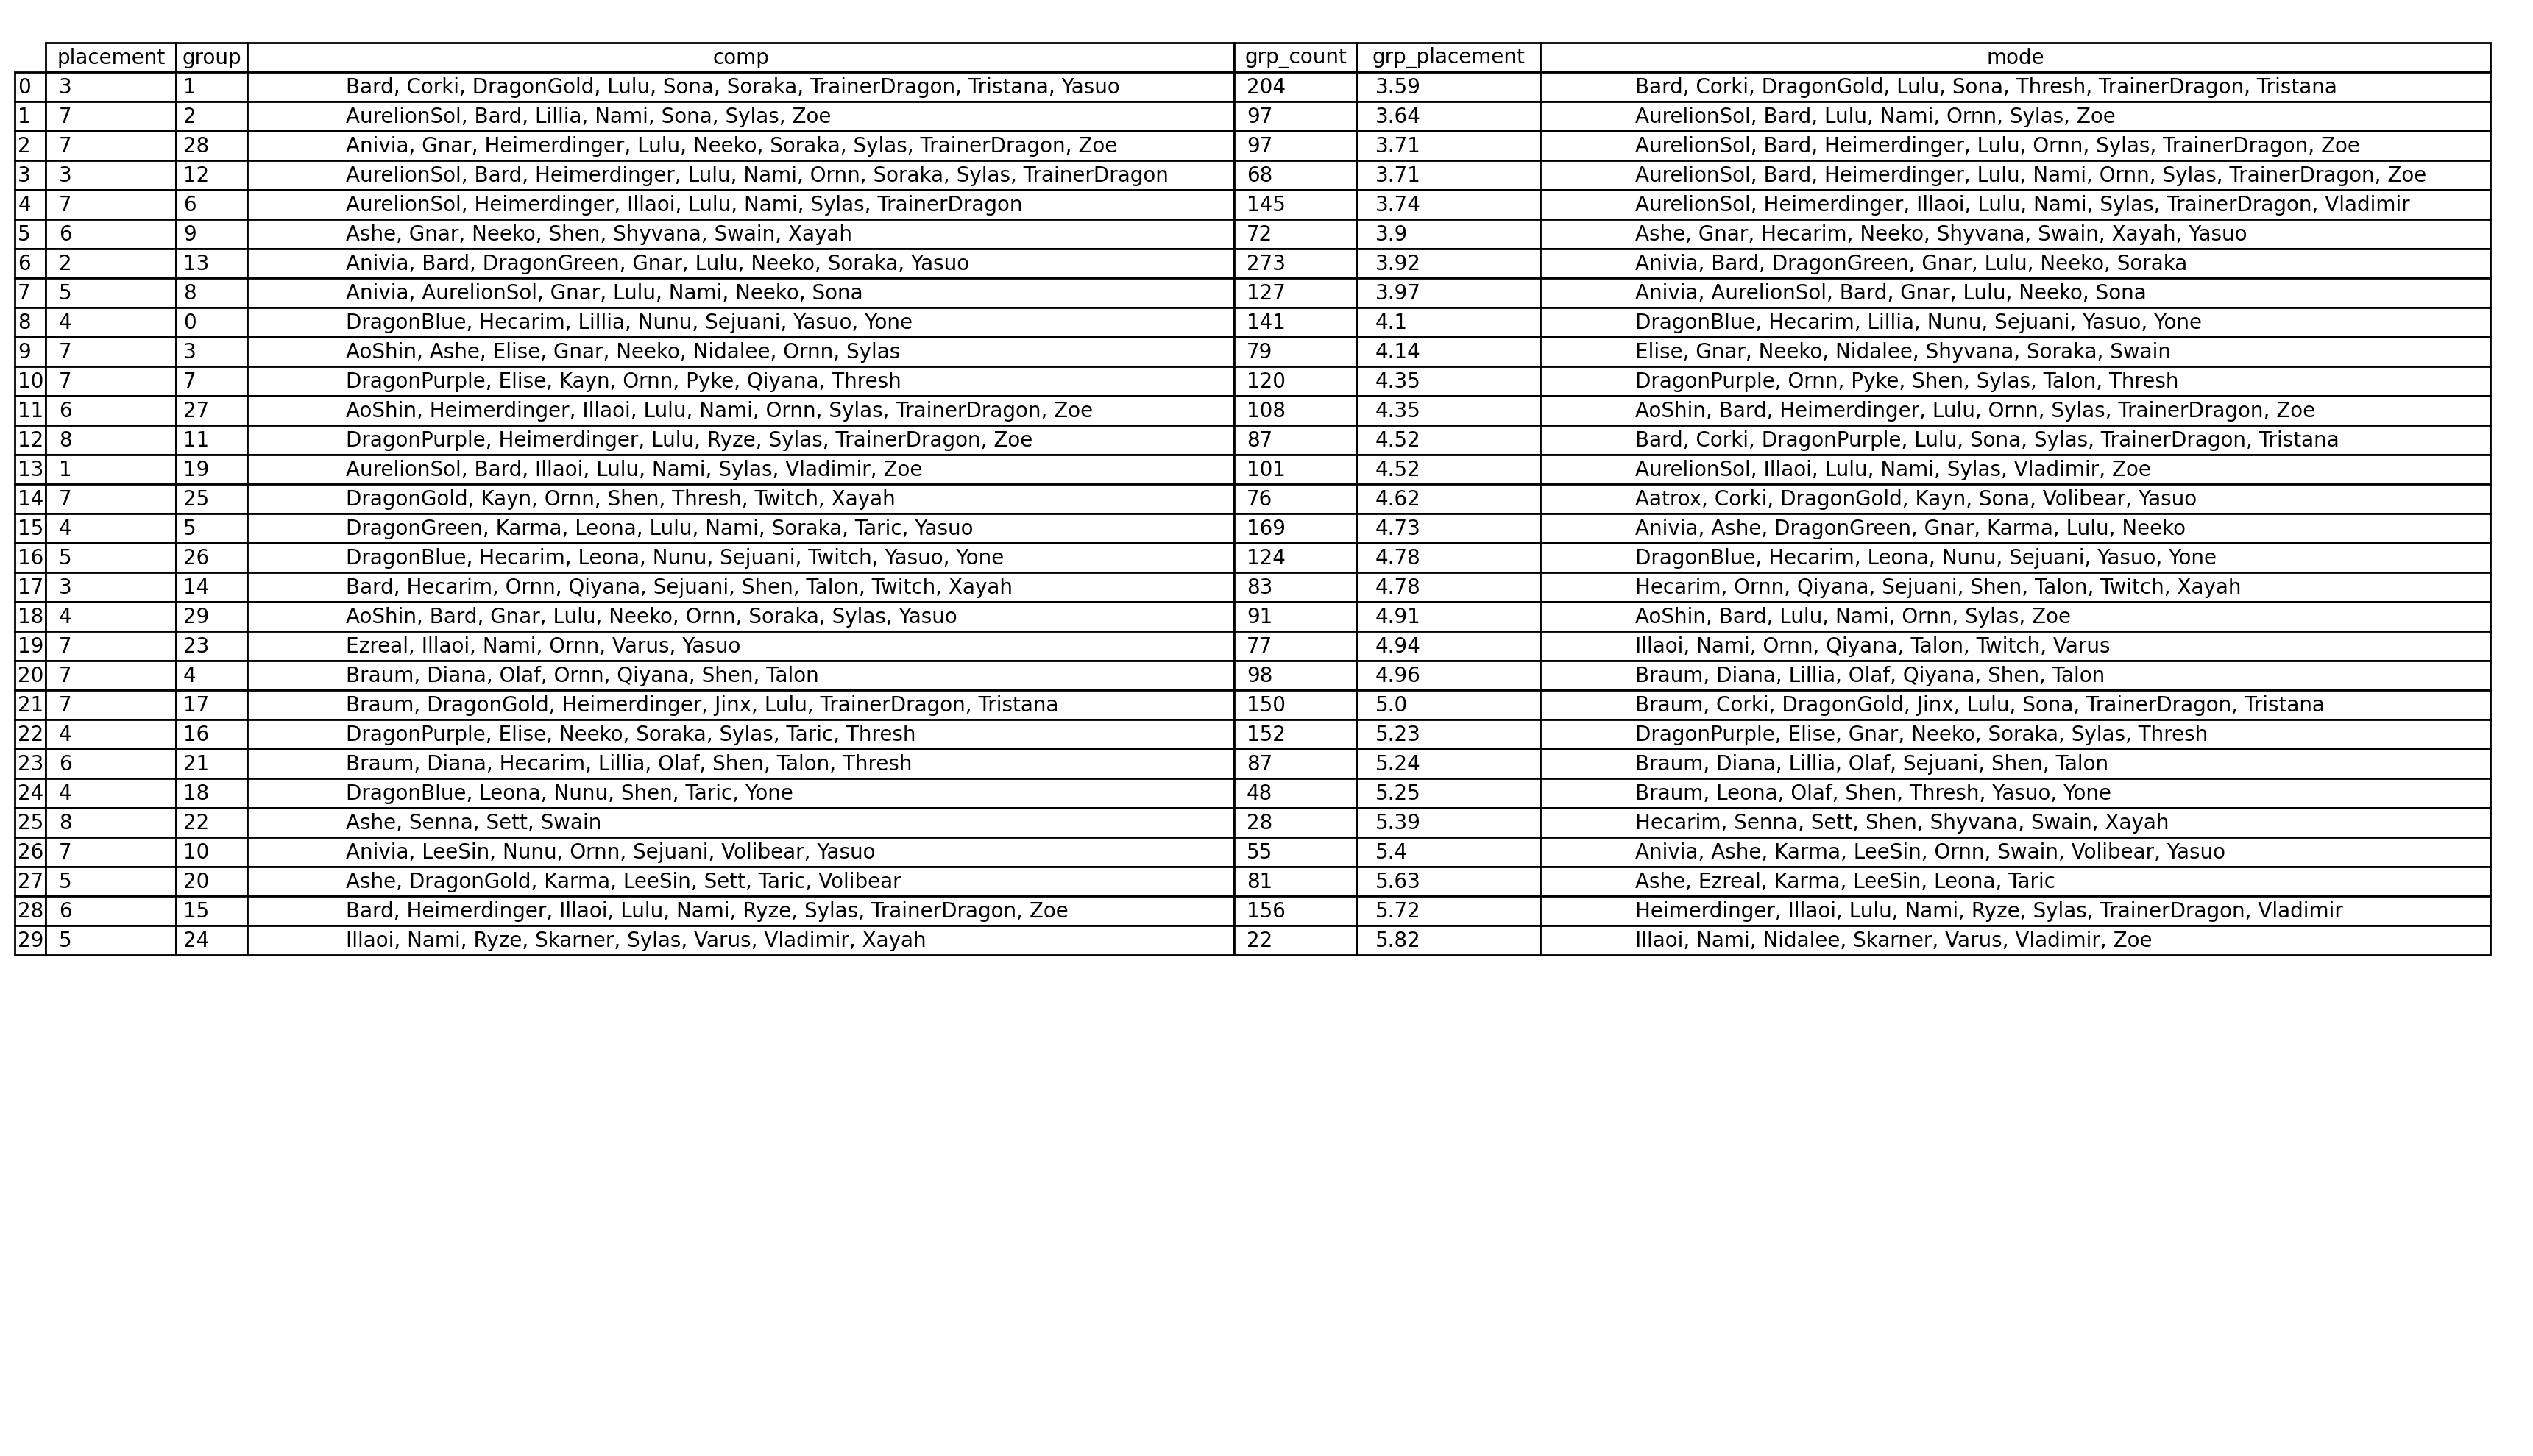 placement group comp grp_count grp_placement mode
0 3 1 Bard, Corki, DragonGold, Lulu, Sona, Soraka, TrainerDragon, Tristana, Yasuo 204 3.59 Bard, Corki, DragonGold, Lulu, Sona, Thresh, TrainerDragon, Tristana
1 7 2 AurelionSol, Bard, Lillia, Nami, Sona, Sylas, Zoe 97 3.64 AurelionSol, Bard, Lulu, Nami, Ornn, Sylas, Zoe
2 7 28 Anivia, Gnar, Heimerdinger, Lulu, Neeko, Soraka, Sylas, TrainerDragon, Zoe 97 3.71 AurelionSol, Bard, Heimerdinger, Lulu, Ornn, Sylas, TrainerDragon, Zoe
3 3 12 AurelionSol, Bard, Heimerdinger, Lulu, Nami, Ornn, Soraka, Sylas, TrainerDragon 68 3.71 AurelionSol, Bard, Heimerdinger, Lulu, Nami, Ornn, Sylas, TrainerDragon, Zoe
4 7 6 AurelionSol, Heimerdinger, Illaoi, Lulu, Nami, Sylas, TrainerDragon 145 3.74 AurelionSol, Heimerdinger, Illaoi, Lulu, Nami, Sylas, TrainerDragon, Vladimir
5 6 9 Ashe, Gnar, Neeko, Shen, Shyvana, Swain, Xayah 72 3.9 Ashe, Gnar, Hecarim, Neeko, Shyvana, Swain, Xayah, Yasuo
6 2 13 Anivia, Bard, DragonGreen, Gnar, Lulu, Neeko, Soraka, Yasuo 273 3.92 Anivia, Bard, DragonGreen, Gnar, Lulu, Neeko, Soraka
7 5 8 Anivia, AurelionSol, Gnar, Lulu, Nami, Neeko, Sona 127 3.97 Anivia, AurelionSol, Bard, Gnar, Lulu, Neeko, Sona
8 4 0 DragonBlue, Hecarim, Lillia, Nunu, Sejuani, Yasuo, Yone 141 4.1 DragonBlue, Hecarim, Lillia, Nunu, Sejuani, Yasuo, Yone
9 7 3 AoShin, Ashe, Elise, Gnar, Neeko, Nidalee, Ornn, Sylas 79 4.14 Elise, Gnar, Neeko, Nidalee, Shyvana, Soraka, Swain
10 7 7 DragonPurple, Elise, Kayn, Ornn, Pyke, Qiyana, Thresh 120 4.35 DragonPurple, Ornn, Pyke, Shen, Sylas, Talon, Thresh
11 6 27 AoShin, Heimerdinger, Illaoi, Lulu, Nami, Ornn, Sylas, TrainerDragon, Zoe 108 4.35 AoShin, Bard, Heimerdinger, Lulu, Ornn, Sylas, TrainerDragon, Zoe
12 8 11 DragonPurple, Heimerdinger, Lulu, Ryze, Sylas, TrainerDragon, Zoe 87 4.52 Bard, Corki, DragonPurple, Lulu, Sona, Sylas, TrainerDragon, Tristana
13 1 19 AurelionSol, Bard, Illaoi, Lulu, Nami, Sylas, Vladimir, Zoe 101 4.52 AurelionSol, Illaoi, Lulu, Nami, Sylas, Vladimir, Zoe
14 7 25 DragonGold, Kayn, Ornn, Shen, Thresh, Twitch, Xayah 76 4.62 Aatrox, Corki, DragonGold, Kayn, Sona, Volibear, Yasuo
15 4 5 DragonGreen, Karma, Leona, Lulu, Nami, Soraka, Taric, Yasuo 169 4.73 Anivia, Ashe, DragonGreen, Gnar, Karma, Lulu, Neeko
16 5 26 DragonBlue, Hecarim, Leona, Nunu, Sejuani, Twitch, Yasuo, Yone 124 4.78 DragonBlue, Hecarim, Leona, Nunu, Sejuani, Yasuo, Yone
17 3 14 Bard, Hecarim, Ornn, Qiyana, Sejuani, Shen, Talon, Twitch, Xayah 83 4.78 Hecarim, Ornn, Qiyana, Sejuani, Shen, Talon, Twitch, Xayah
18 4 29 AoShin, Bard, Gnar, Lulu, Neeko, Ornn, Soraka, Sylas, Yasuo 91 4.91 AoShin, Bard, Lulu, Nami, Ornn, Sylas, Zoe
19 7 23 Ezreal, Illaoi, Nami, Ornn, Varus, Yasuo 77 4.94 Illaoi, Nami, Ornn, Qiyana, Talon, Twitch, Varus
20 7 4 Braum, Diana, Olaf, Ornn, Qiyana, Shen, Talon 98 4.96 Braum, Diana, Lillia, Olaf, Qiyana, Shen, Talon
21 7 17 Braum, DragonGold, Heimerdinger, Jinx, Lulu, TrainerDragon, Tristana 150 5.0 Braum, Corki, DragonGold, Jinx, Lulu, Sona, TrainerDragon, Tristana
22 4 16 DragonPurple, Elise, Neeko, Soraka, Sylas, Taric, Thresh 152 5.23 DragonPurple, Elise, Gnar, Neeko, Soraka, Sylas, Thresh
23 6 21 Braum, Diana, Hecarim, Lillia, Olaf, Shen, Talon, Thresh 87 5.24 Braum, Diana, Lillia, Olaf, Sejuani, Shen, Talon
24 4 18 DragonBlue, Leona, Nunu, Shen, Taric, Yone 48 5.25 Braum, Leona, Olaf, Shen, Thresh, Yasuo, Yone
25 8 22 Ashe, Senna, Sett, Swain 28 5.39 Hecarim, Senna, Sett, Shen, Shyvana, Swain, Xayah
26 7 10 Anivia, LeeSin, Nunu, Ornn, Sejuani, Volibear, Yasuo 55 5.4 Anivia, Ashe, Karma, LeeSin, Ornn, Swain, Volibear, Yasuo
27 5 20 Ashe, DragonGold, Karma, LeeSin, Sett, Taric, Volibear 81 5.63 Ashe, Ezreal, Karma, LeeSin, Leona, Taric
28 6 15 Bard, Heimerdinger, Illaoi, Lulu, Nami, Ryze, Sylas, TrainerDragon, Zoe 156 5.72 Heimerdinger, Illaoi, Lulu, Nami, Ryze, Sylas, TrainerDragon, Vladimir
29 5 24 Illaoi, Nami, Ryze, Skarner, Sylas, Varus, Vladimir, Xayah 22 5.82 Illaoi, Nami, Nidalee, Skarner, Varus, Vladimir, Zoe